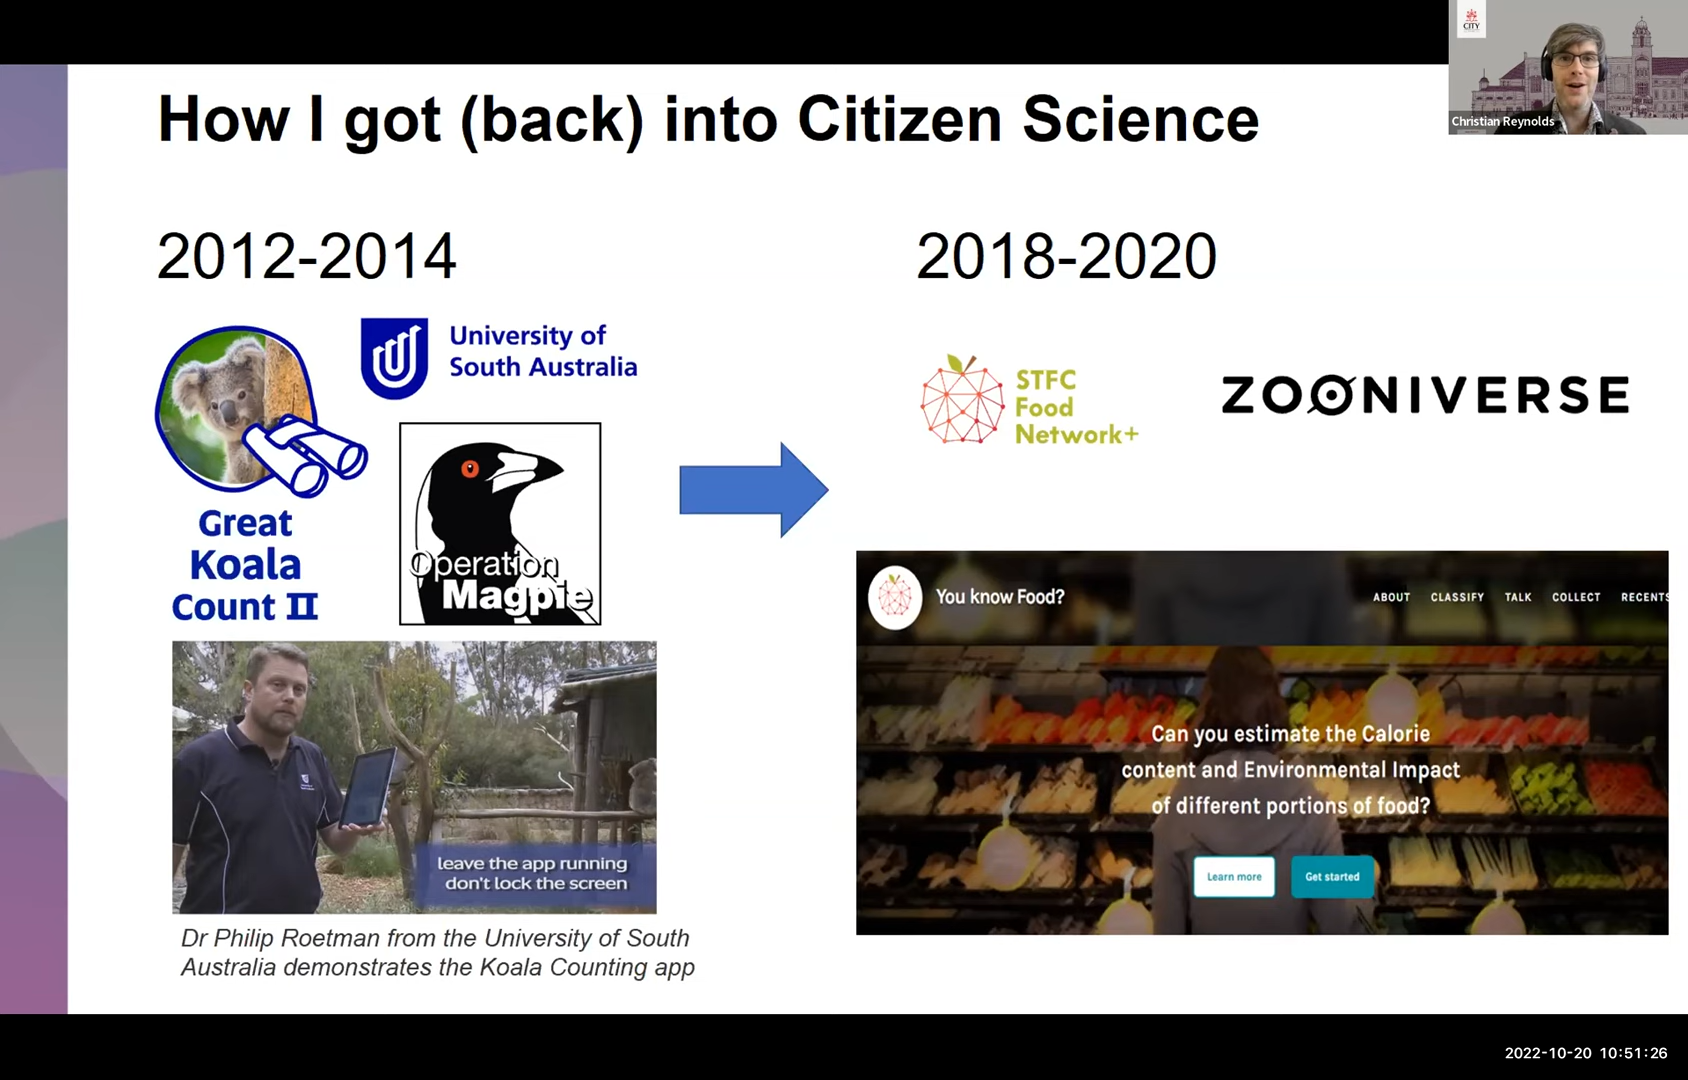 CITY
Christian Reynolds
How I got (back) into Citizen Science
2012-2014
University of
South Australia
Great
Koala
Count II
Operation
Magpie
leave the app running
don't lock the screen
Dr Philip Roetman from the University of South
Australia demonstrates the Koala Counting app
2018-2020
STFC
Food
Network+
ZOONIVERSE
You know Food?
ABOUT CLASSIFY TALK COLLECT RECENTS
Can you estimate the Calorie
content and Environmental Impact
of different portions of food?
Learn more
Get started
2022-10-20 10:51:26